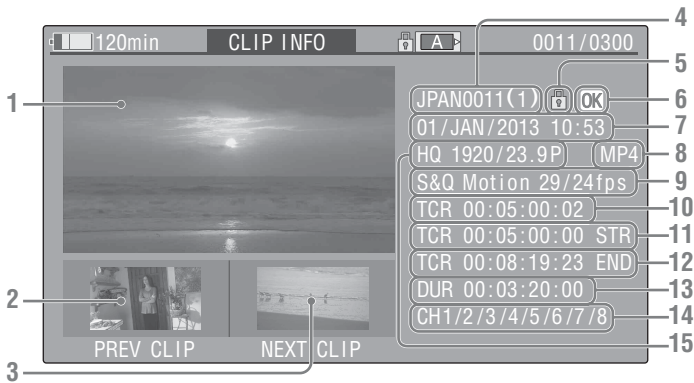 4
120min CLIP INFO A 0011/0300
5
1 JPAN0011(1) OK 6
01/JAN/2013 10:53 7
HQ 1920/23.9P MP4 8
S&Q Motion 29/24fps 9
TCR 00:05:00:02 10
TCR 00:05:00:00 STR 11
2 TCR 00:08:19:23 END 12
DUR 00:03:20:00 13
CH1/2/3/4/5/6/7/8 14
PREV CLIP NEXT CLIP 15
3